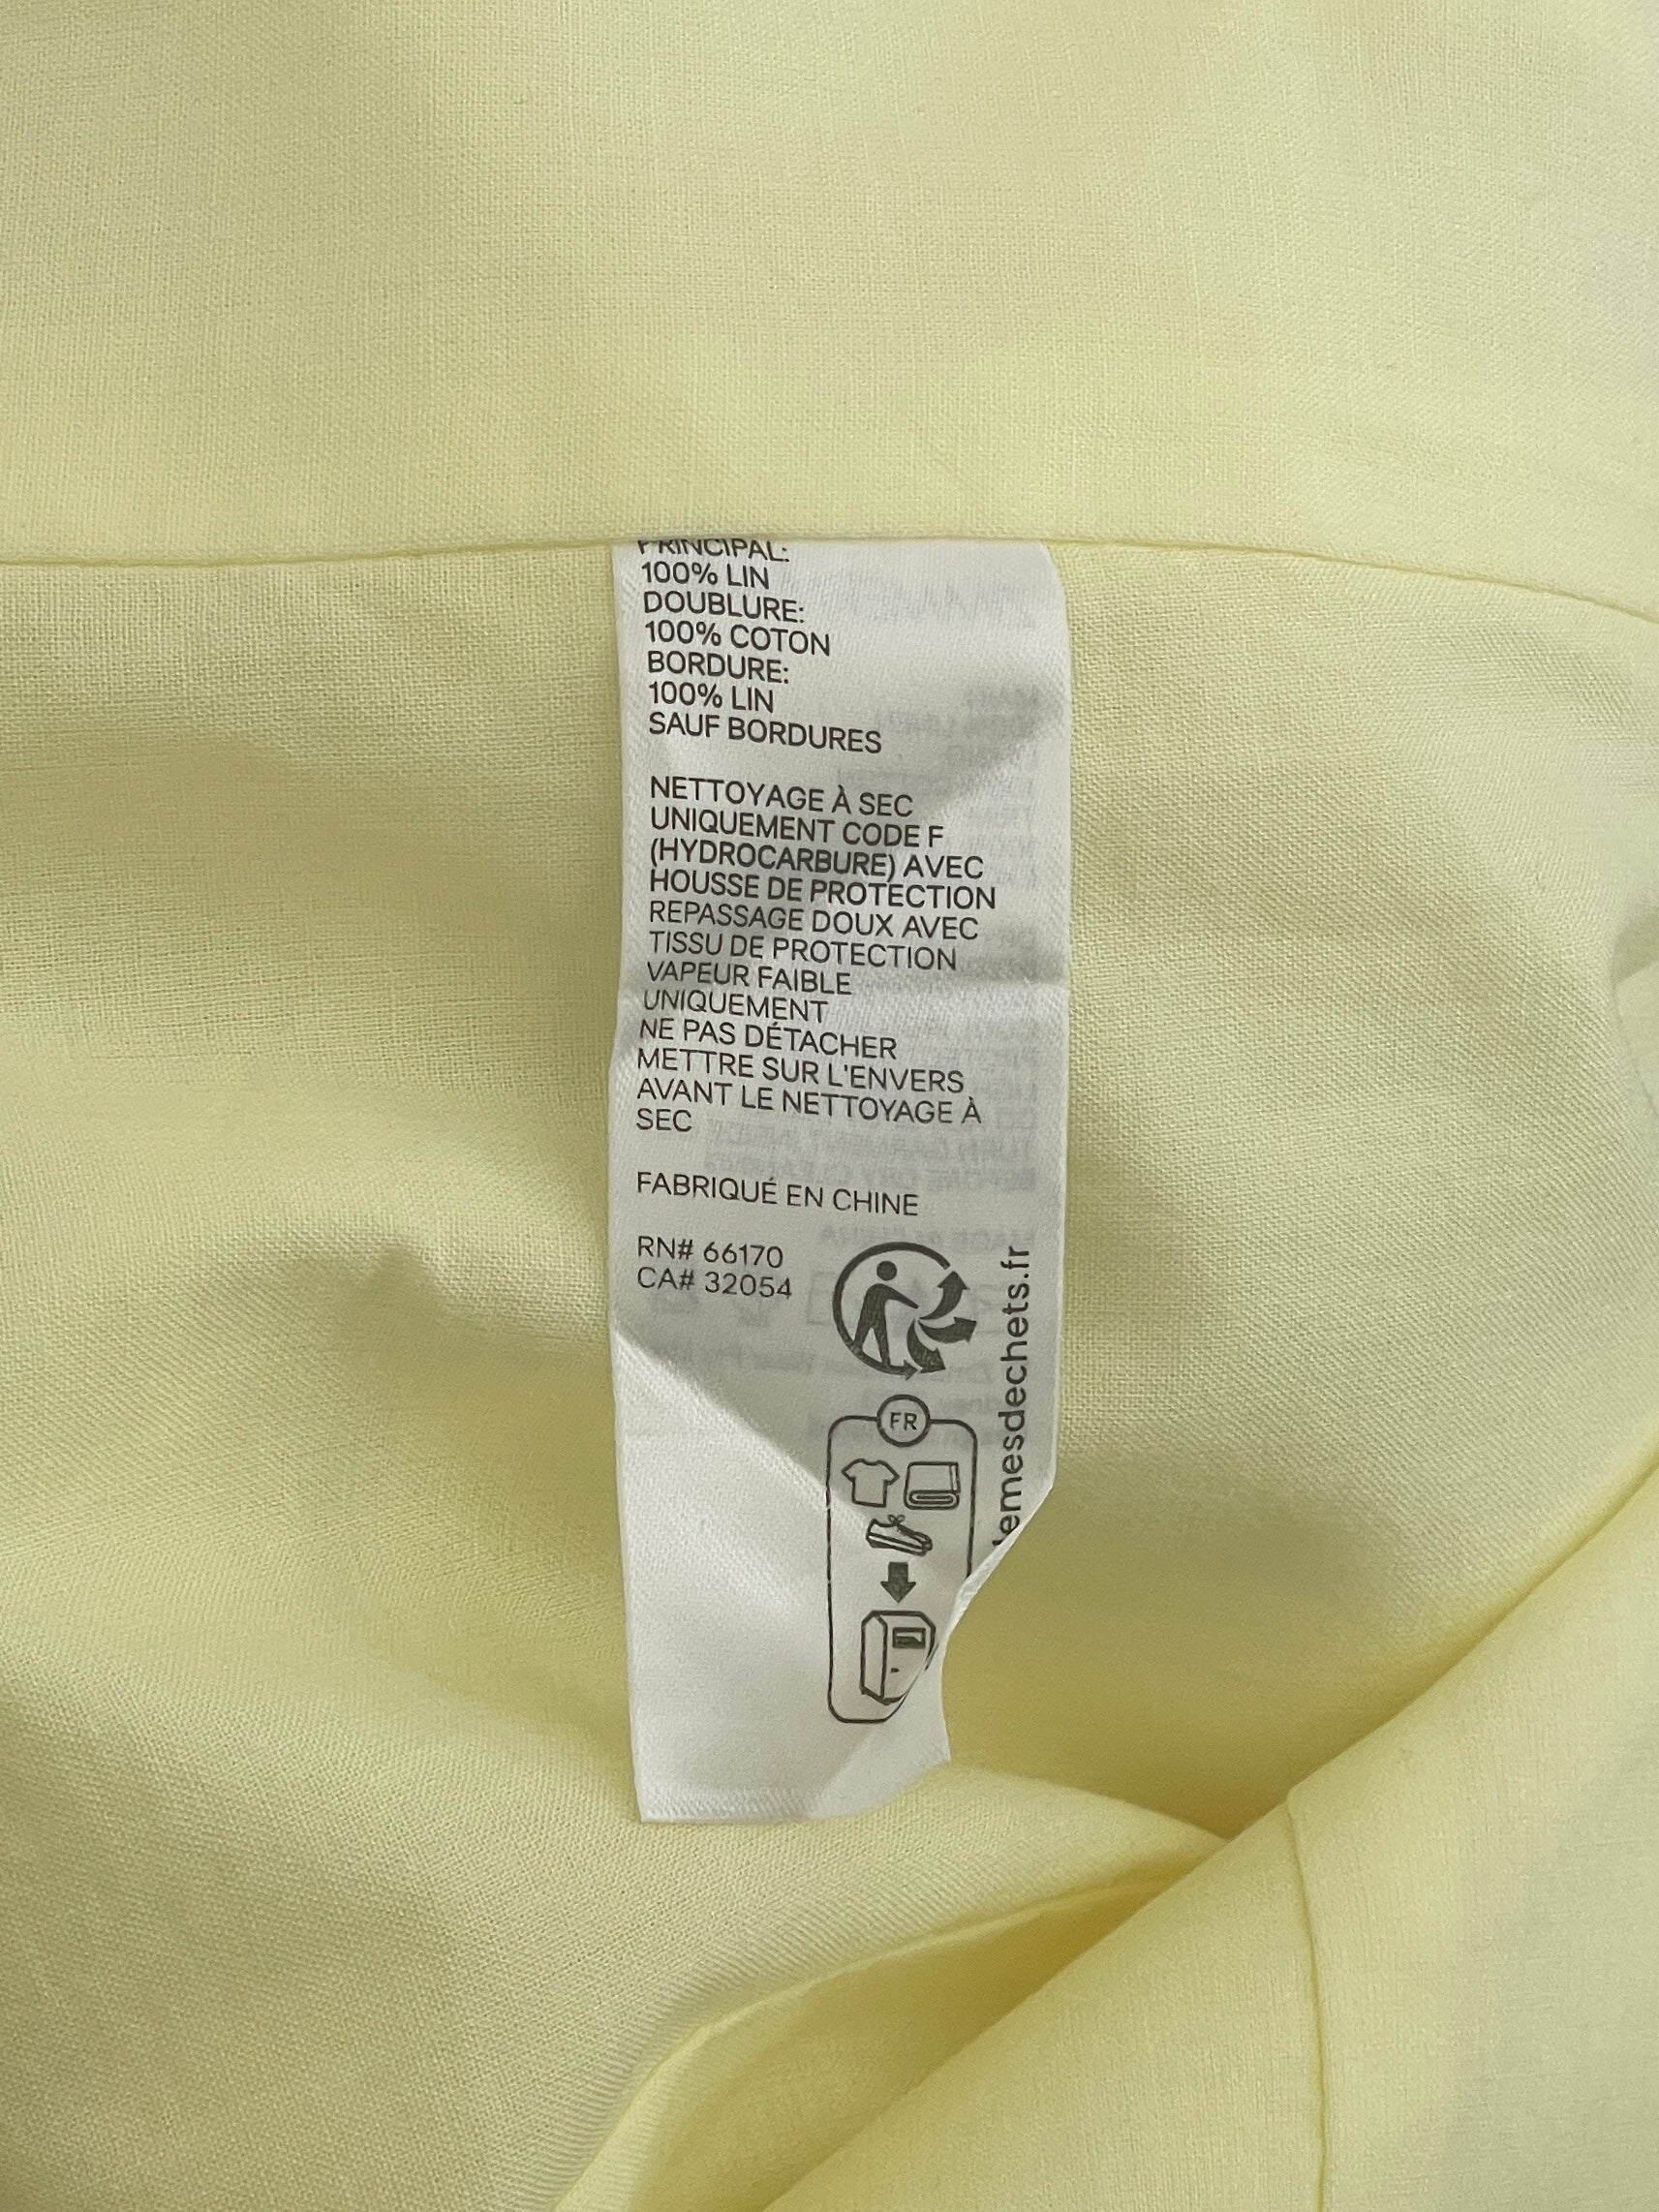 PRINCIPAL:
100% LIN
DOUBLURE:
100% COTON
BORDURE:
100% LIN
SAUF BORDURES
NETTOYAGE À SEC
UNIQUEMENT CODE F
(HYDROCARBURE) AVEC
HOUSSE DE PROTECTION
REPASSAGE DOUX AVEC
TISSU DE PROTECTION
VAPEUR FAIBLE
UNIQUEMENT
NE PAS DÉTACHER
METTRE SUR L'ENVERS
AVANT LE NETTOYAGE À
SEC
FABRIQUÉ EN CHINE
RN# 66170
CA# 32054
FR
emesdechets.fr